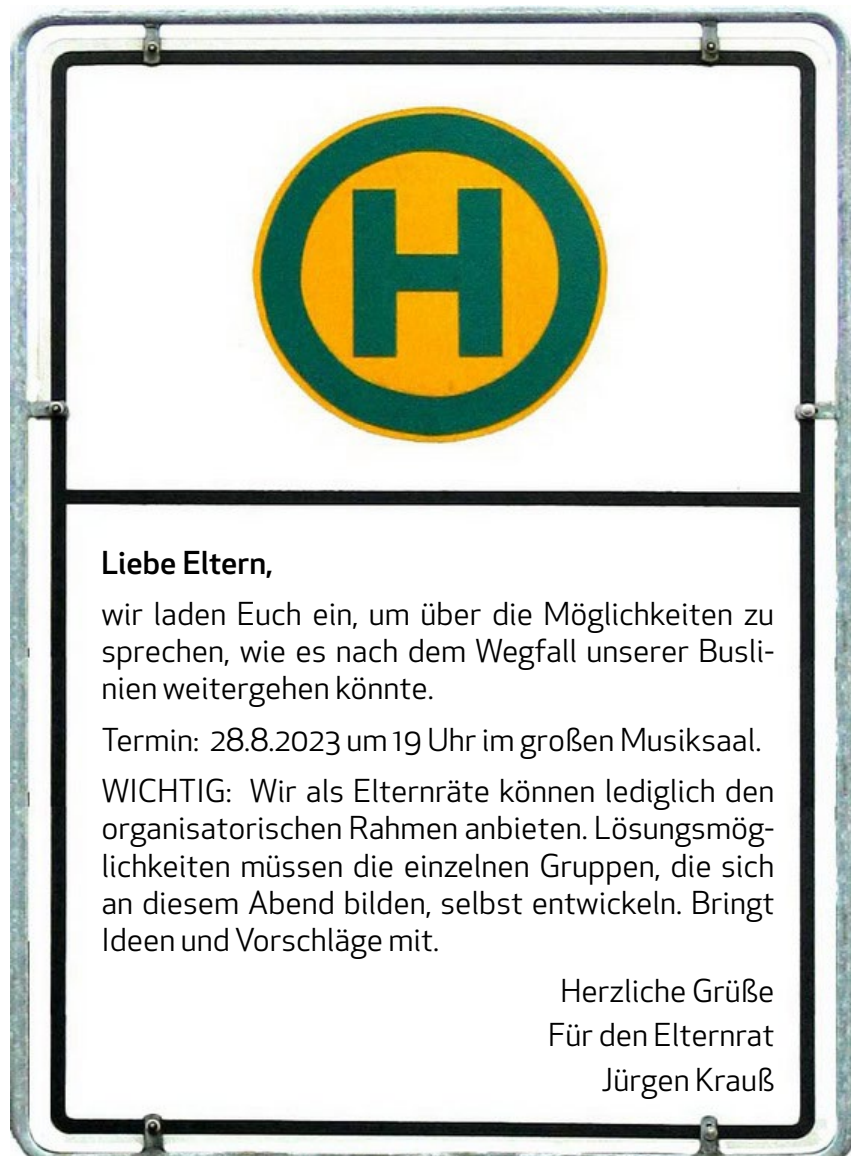 H
Liebe Eltern,
wir laden Euch ein, um über die Möglichkeiten zu
sprechen, wie es nach dem Wegfall unserer Busli-
nien weitergehen könnte.
Termin: 28.8.2023 um 19 Uhr im großen Musiksaal.
WICHTIG: Wir als Elternräte können lediglich den
organisatorischen Rahmen anbieten. Lösungsmög-
lichkeiten müssen die einzelnen Gruppen, die sich
an diesem Abend bilden, selbst entwickeln. Bringt
Ideen und Vorschläge mit.
Herzliche Grüße
Für den Elternrat
Jürgen Krauß